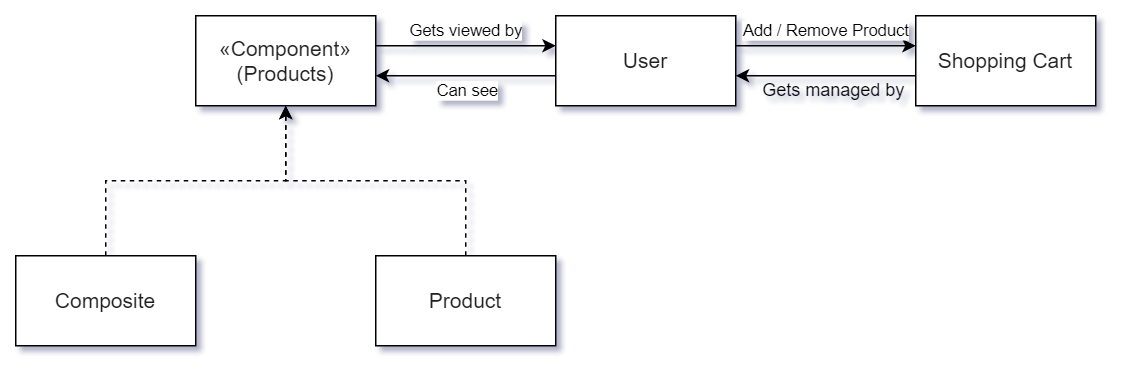 «Component»
(Products)
Gets viewed by
Can see
User
Add / Remove Product
Gets managed by
Shopping Cart
Composite
Product